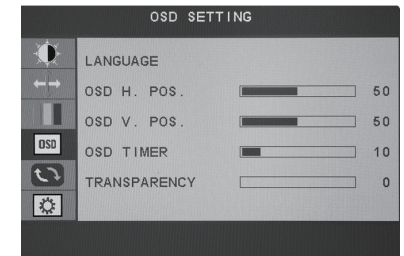 OSD SETTING
LANGUAGE
OSD H. POS. 50
OSD V. POS. 50
OSD
OSD TIMER 10
TRANSPARENCY 0